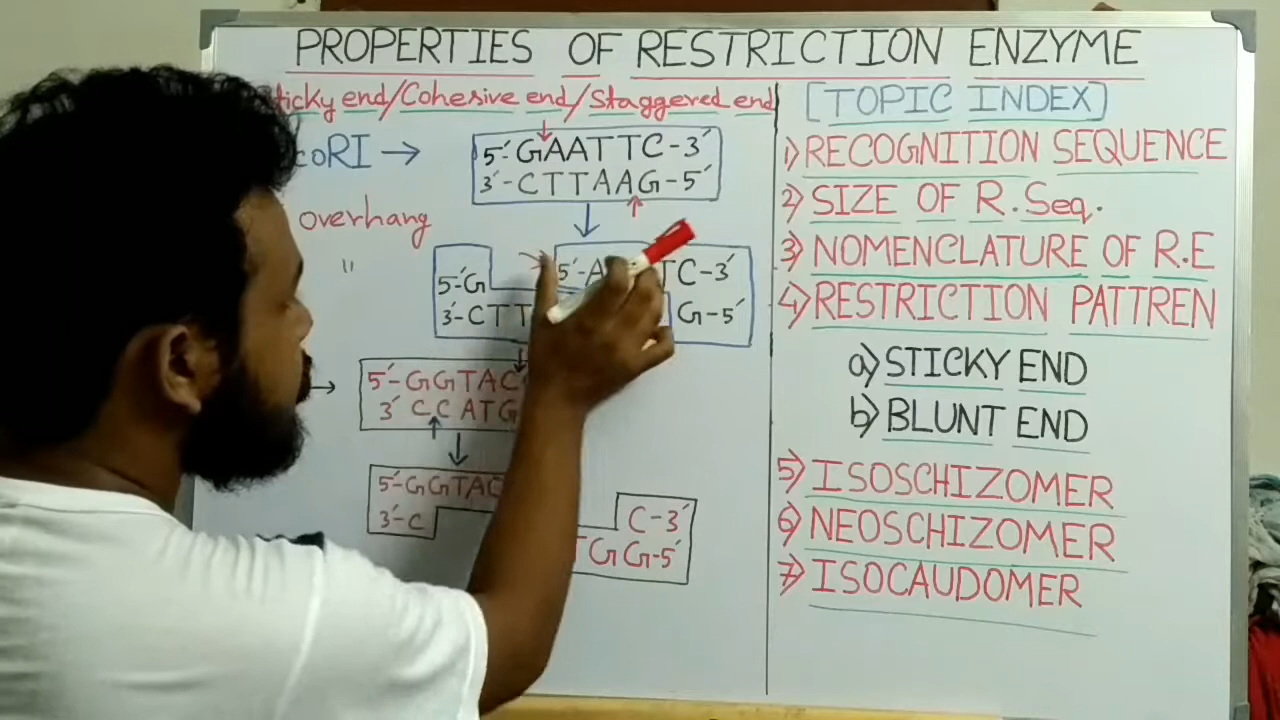 PROPERTIES OF RESTRICTION ENZYME
ticky end/Cohesive end/Staggered end
coRI →
5'-GAATTC-3'
3'-CTTAAG-5'
overhang
"
5'-G
5'-A TC-3'
3'-CTT G-5'
→ 5'-GGTAC
3' CCATG
5'-GGTAC
3'-C
C-3'
GG-5'
[TOPIC INDEX]
1) RECOGNITION SEQUENCE
2) SIZE OF R.Seq.
3) NOMENCLATURE OF R.E
4) RESTRICTION PATTREN
a) STICKY END
b) BLUNT END
5) ISOSCHIZOMER
6) NEOSCHIZOMER
7) ISOCAUDOMER